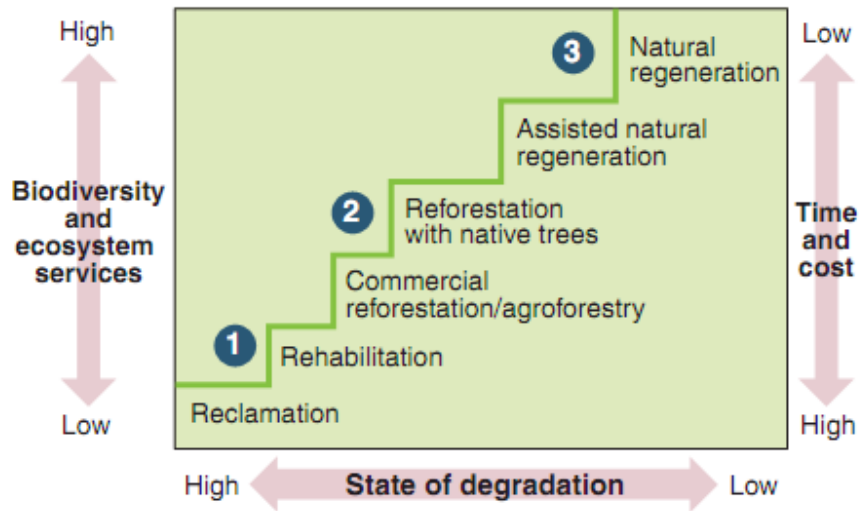 High
Biodiversity
and
ecosystem
services
Low
3
Natural
regeneration
Assisted natural
regeneration
2
Reforestation
with native trees
Commercial
reforestation/agroforestry
1
Rehabilitation
Reclamation
Low
Time
and
cost
High
High
State of degradation
Low